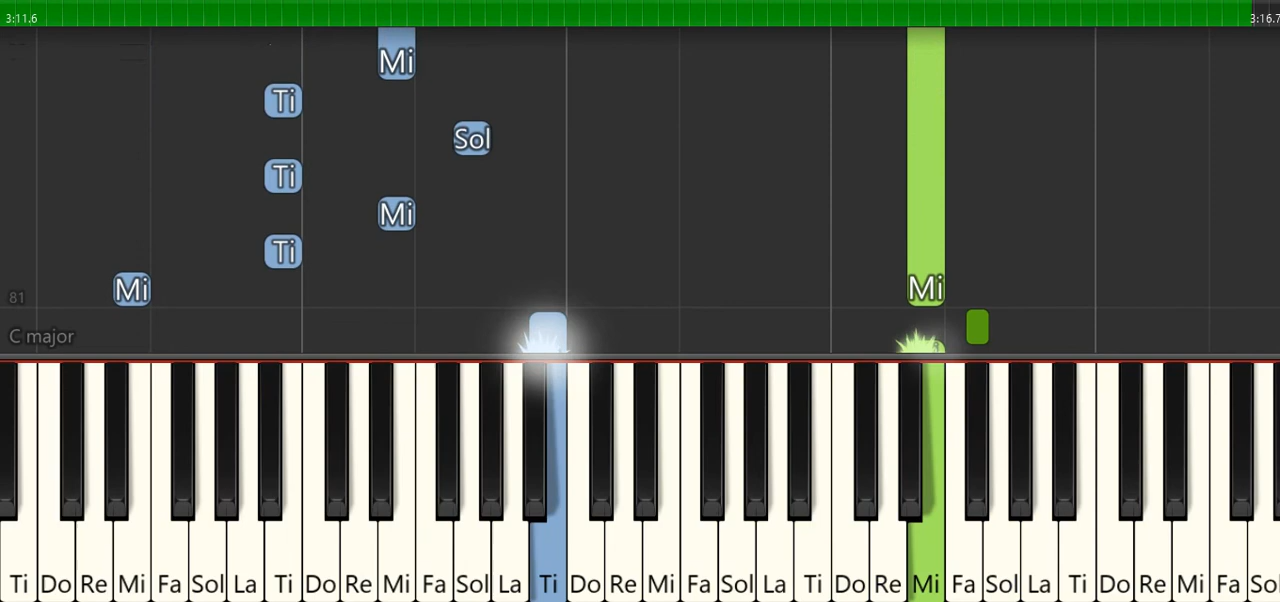 3:11.6
3:16.7
Mi
Ti
Sol
Ti
Mi
Ti
Mi
Mi
81
C major
Ti Do Re Mi Fa Sol La Ti Do Re Mi Fa Sol La Ti Do Re Mi Fa Sol La Ti Do Re Mi Fa Sol La Ti Do Re Mi Fa So